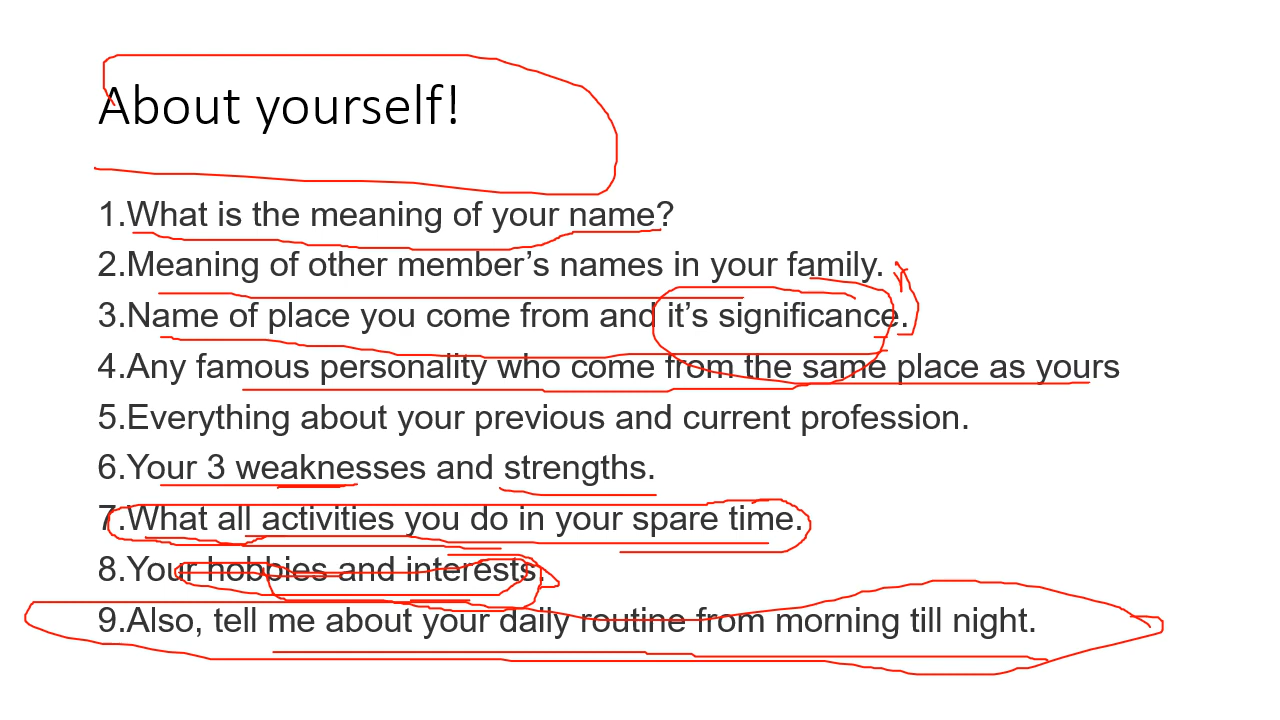 About yourself!
1.What is the meaning of your name?
2.Meaning of other member’s names in your family.
3.Name of place you come from and it’s significance.
4.Any famous personality who come from the same place as yours
5.Everything about your previous and current profession.
6.Your 3 weaknesses and strengths.
7.What all activities you do in your spare time.
8.Your hobbies and interests.
9.Also, tell me about your daily routine from morning till night.